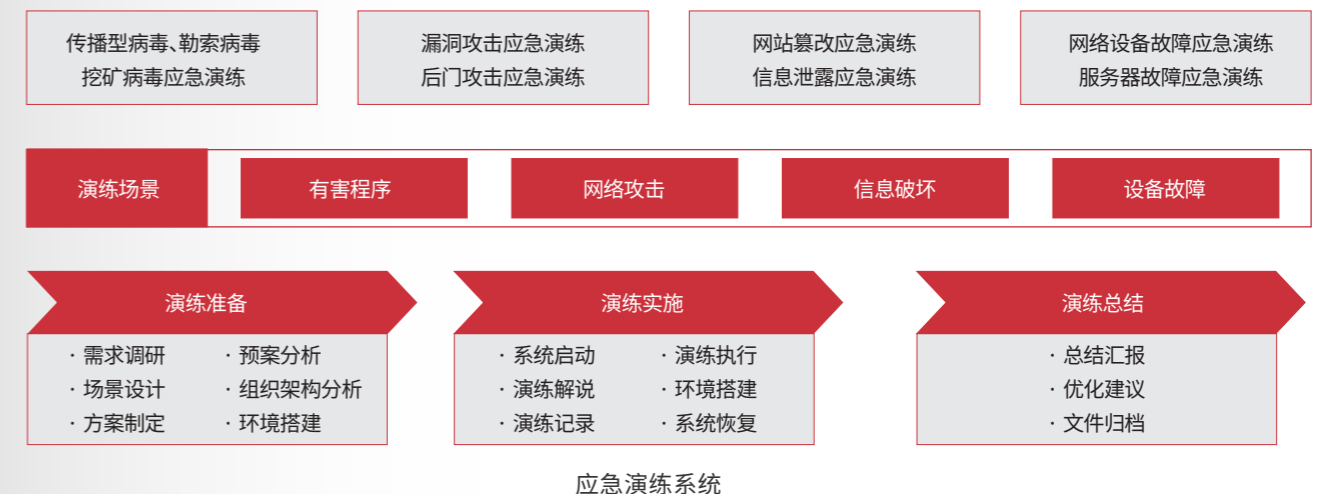 传播型病毒、勒索病毒
挖矿病毒应急演练
漏洞攻击应急演练
后门攻击应急演练
网站篡改应急演练
信息泄露应急演练
网络设备故障应急演练
服务器故障应急演练
演练场景
有害程序
网络攻击
信息破坏
设备故障
演练准备
· 需求调研
· 场景设计
· 方案制定
· 预案分析
· 组织架构分析
· 环境搭建
演练实施
· 系统启动
· 演练解说
· 演练记录
· 演练执行
· 环境搭建
· 系统恢复
演练总结
· 总结汇报
· 优化建议
· 文件归档
应急演练系统